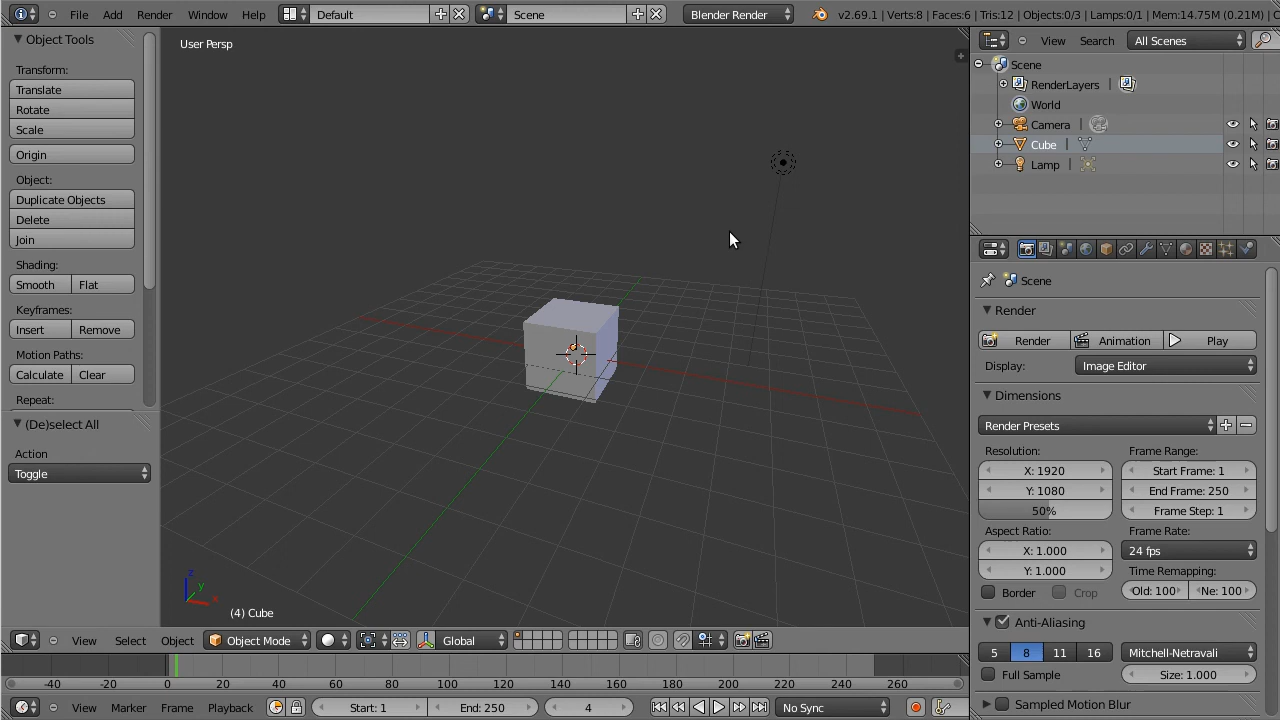 File Add Render Window Help Default Scene Blender Render v2.69.1 | Verts:8 | Faces:6 | Tris:12 | Objects:0/3 | Lamps:0/1 | Mem:14.75M (0.21M) | C
Object Tools
Transform:
Translate
Rotate
Scale
Origin
Object:
Duplicate Objects
Delete
Join
Shading:
Smooth Flat
Keyframes:
Insert Remove
Motion Paths:
Calculate Clear
Repeat:
(De)select All
Action
Toggle
User Persp
z
y
x
(4) Cube
View Select Object Object Mode Global
-40 -20 0 20 40 60 80 100 120 140 160 180 200 220 240 260
View Marker Frame Playback Start: 1 End: 250 4 No Sync
View Search All Scenes
Scene
RenderLayers |
World
Camera |
Cube |
Lamp |
Scene
Render
Render Animation Play
Display: Image Editor
Dimensions
Render Presets
Resolution: Frame Range:
X: 1920 Start Frame: 1
Y: 1080 End Frame: 250
50% Frame Step: 1
Aspect Ratio: Frame Rate:
X: 1.000 24 fps
Y: 1.000 Time Remapping:
Border Crop Old: 100 Ne: 100
Anti-Aliasing
5 8 11 16 Mitchell-Netravali
Full Sample Size: 1.000
Sampled Motion Blur